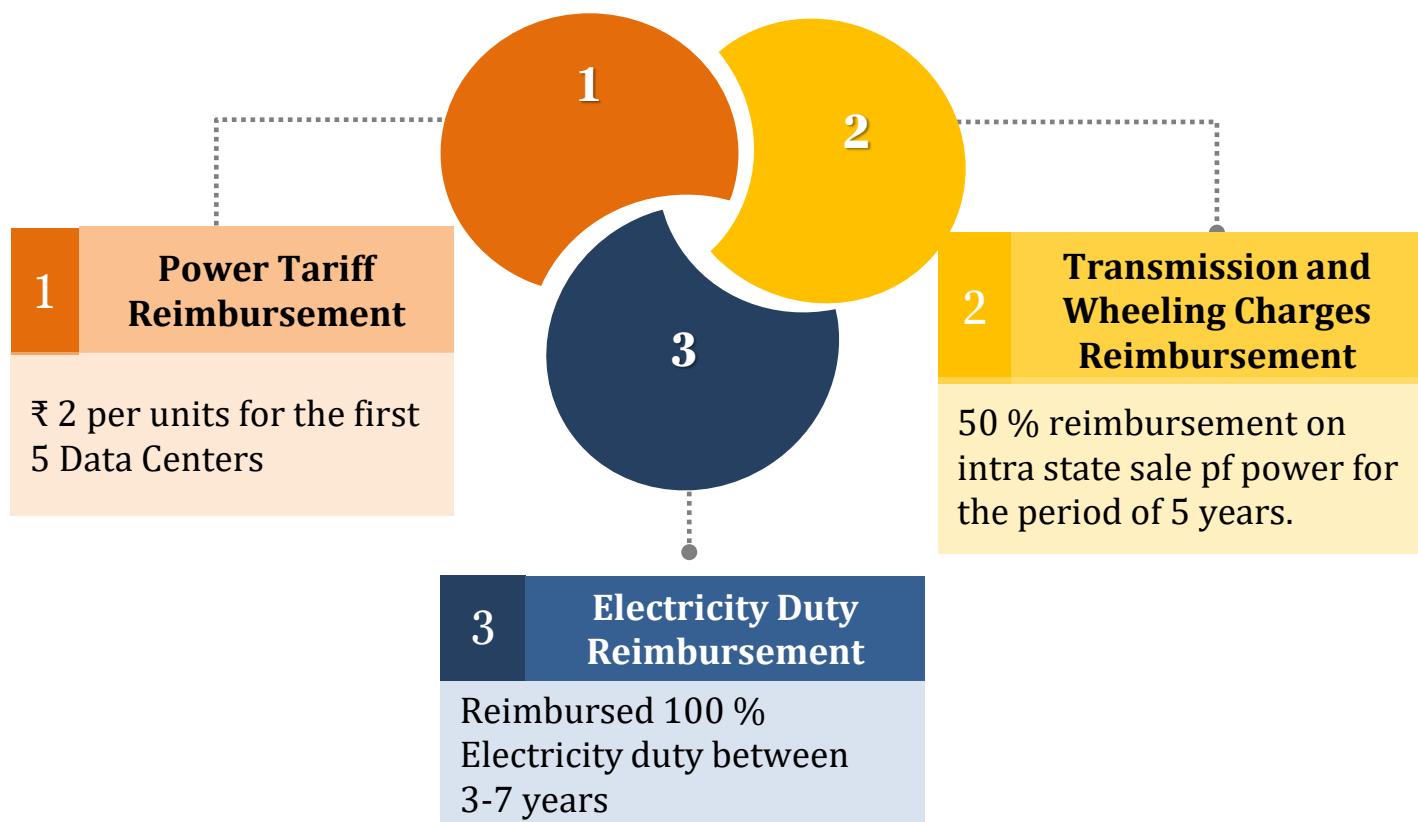 1
2
3
1
Power Tariff
Reimbursement
₹ 2 per units for the first
5 Data Centers
2
Transmission and
Wheeling Charges
Reimbursement
50 % reimbursement on
intra state sale pf power for
the period of 5 years.
3
Electricity Duty
Reimbursement
Reimbursed 100 %
Electricity duty between
3-7 years